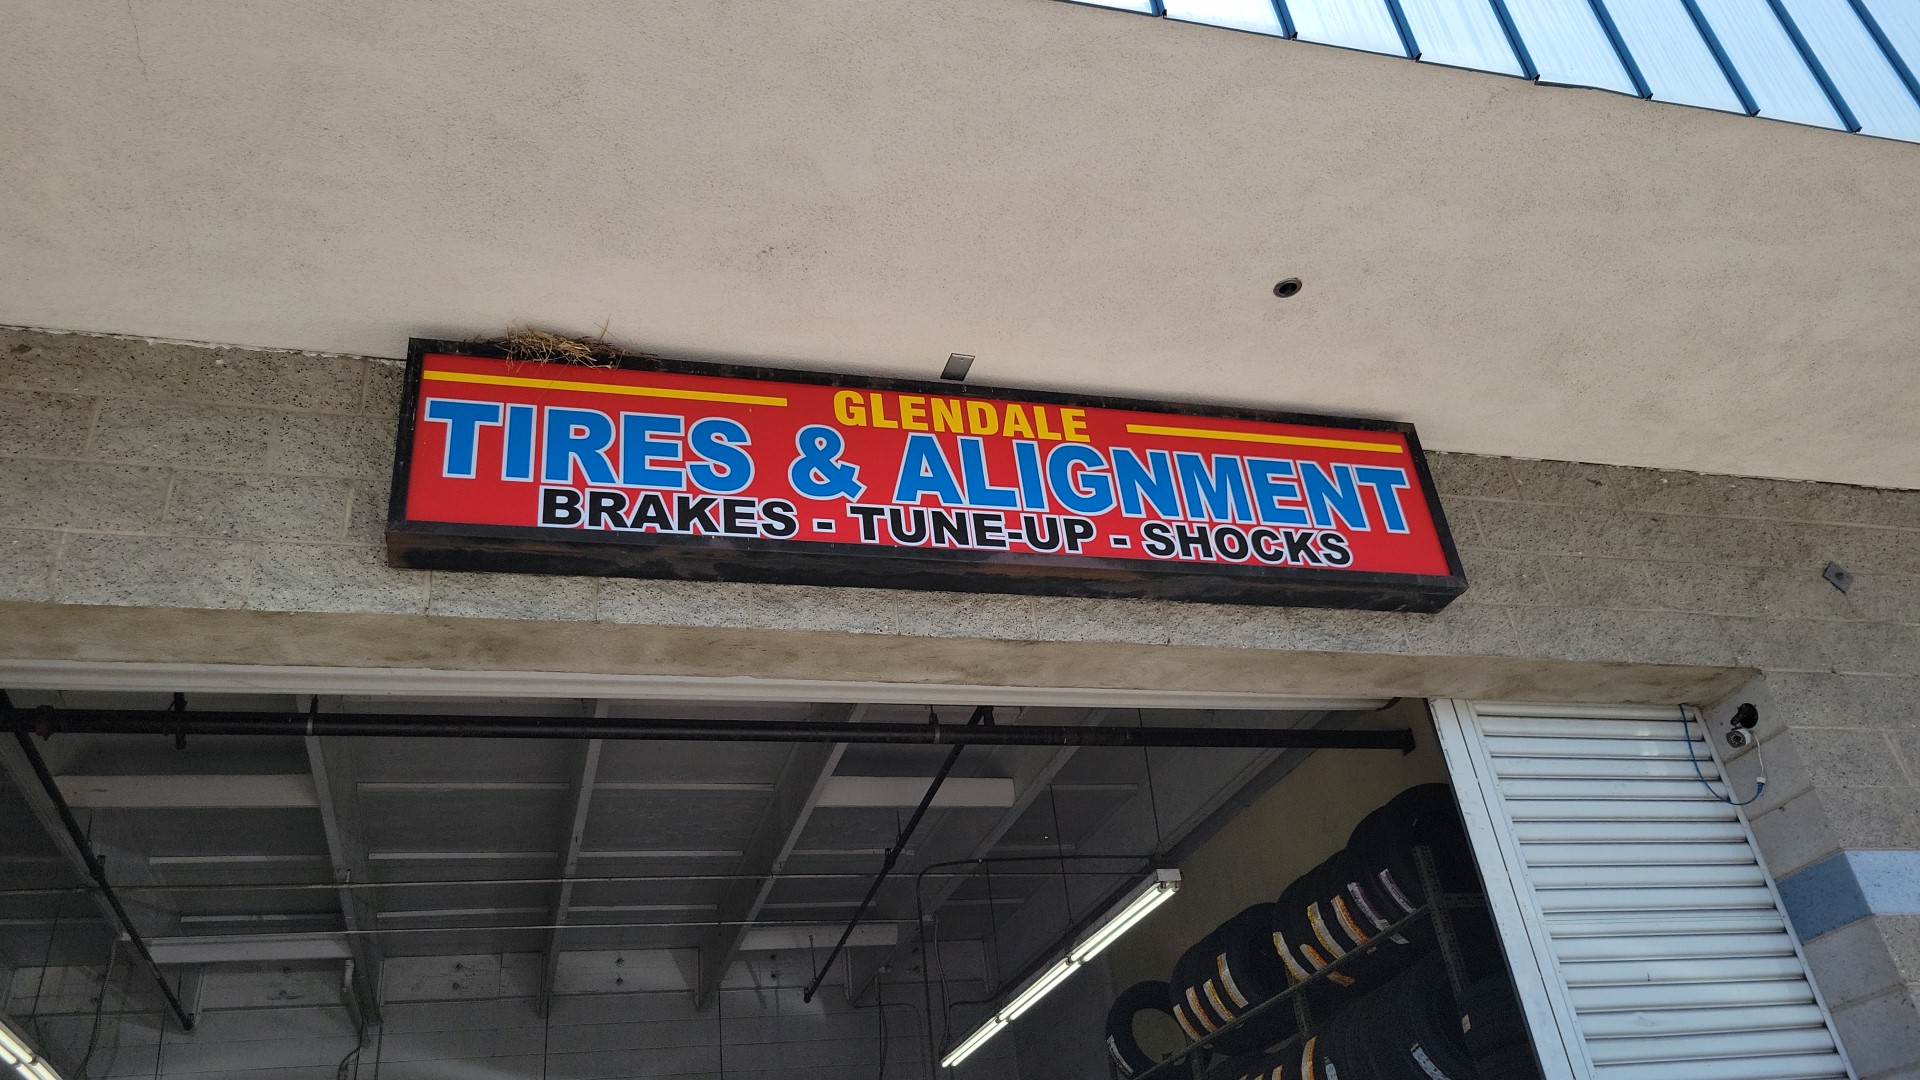 GLENDALE
TIRES & ALIGNMENT
BRAKES - TUNE-UP - SHOCKS